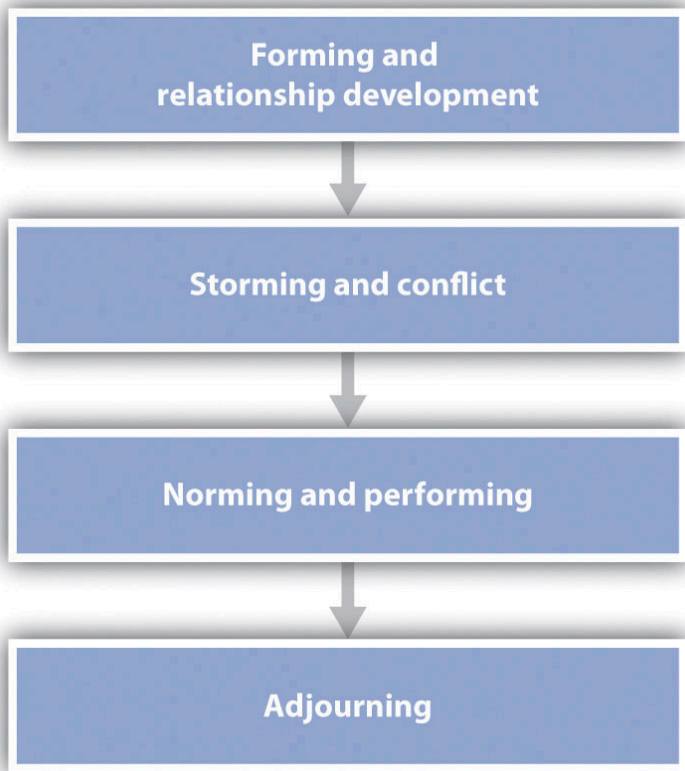 Forming and
relationship development
Storming and conflict
Norming and performing
Adjourning